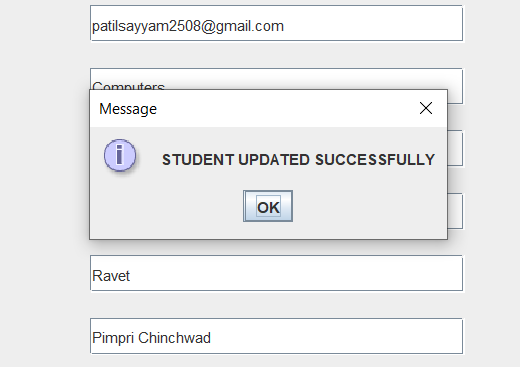 patilsayyam2508@gmail.com
Computers
Message
STUDENT UPDATED SUCCESSFULLY
OK
Ravet
Pimpri Chinchwad